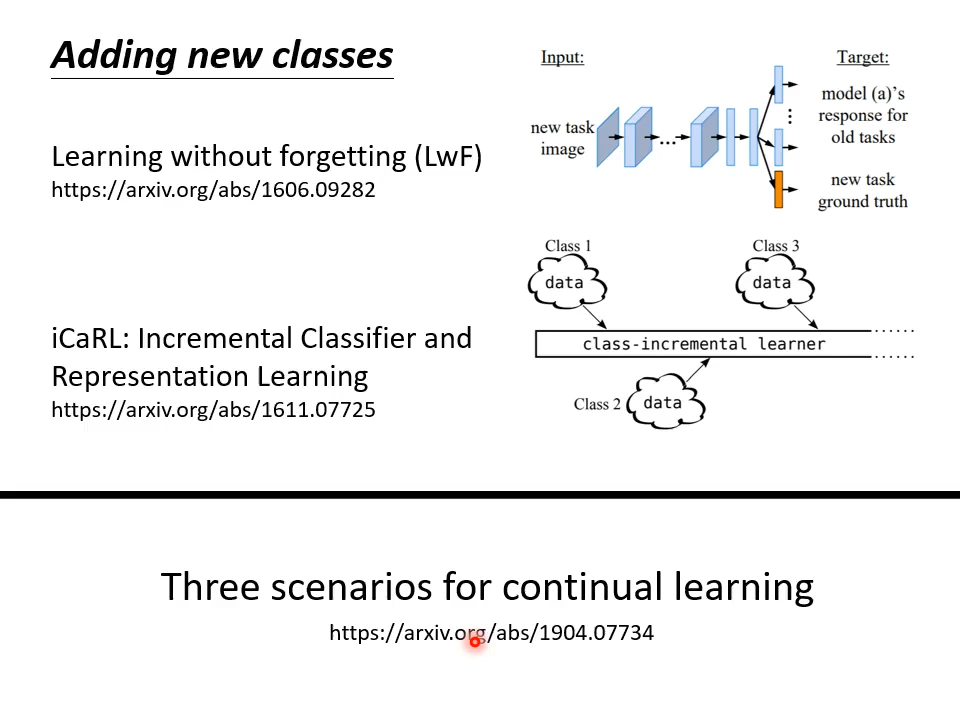 Adding new classes
Learning without forgetting (LwF)
https://arxiv.org/abs/1606.09282
Input:
Target:
new task
image
model (a)'s
response for
old tasks
new task
ground truth
iCaRL: Incremental Classifier and
Representation Learning
https://arxiv.org/abs/1611.07725
Class 1
data
Class 3
data
class-incremental learner
Class 2
data
Three scenarios for continual learning
https://arxiv.org/abs/1904.07734